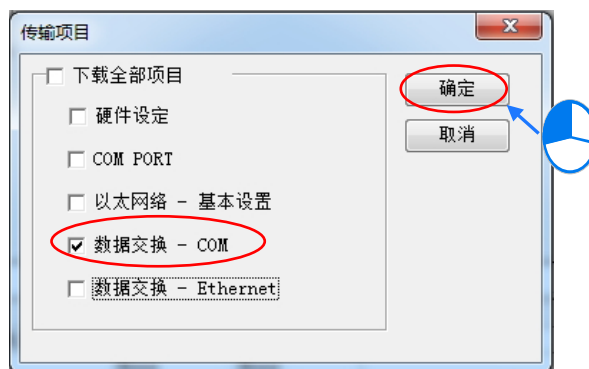 传输项目
下载全部项目
硬件设定
COM PORT
以太网络 - 基本设置
数据交换 - COM
数据交换 - Ethernet
确定
取消